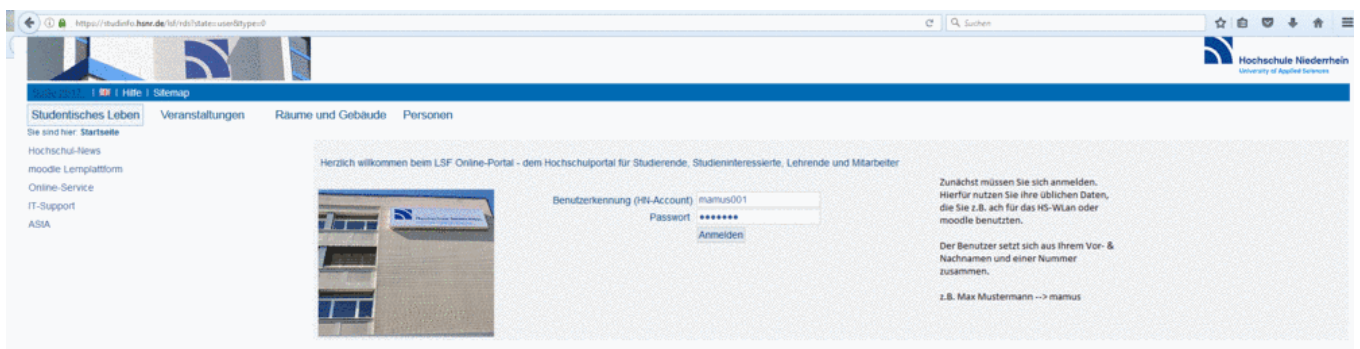 https://studinfo.hsnr.de/lsf/rds?state=user&type=0
Suchen
Hochschule Niederrhein
University of Applied Sciences
| Hilfe | Sitemap
Studentisches Leben Veranstaltungen Räume und Gebäude Personen
Sie sind hier: Startseite
Hochschul-News
moodle Lernplattform
Online-Service
IT-Support
AStA
Herzlich willkommen beim LSF Online-Portal - dem Hochschulportal für Studierende, Studieninteressierte, Lehrende und Mitarbeiter
Benutzerkennung (HN-Account) mamus001
Passwort •••••••
Anmelden
Zunächst müssen Sie sich anmelden.
Hierfür nutzen Sie ihre üblichen Daten,
die Sie z.B. ach für das HS-WLan oder
moodle benutzten.
Der Benutzer setzt sich aus Ihrem Vor- &
Nachnamen und einer Nummer
zusammen.
z.B. Max Mustermann --> mamus